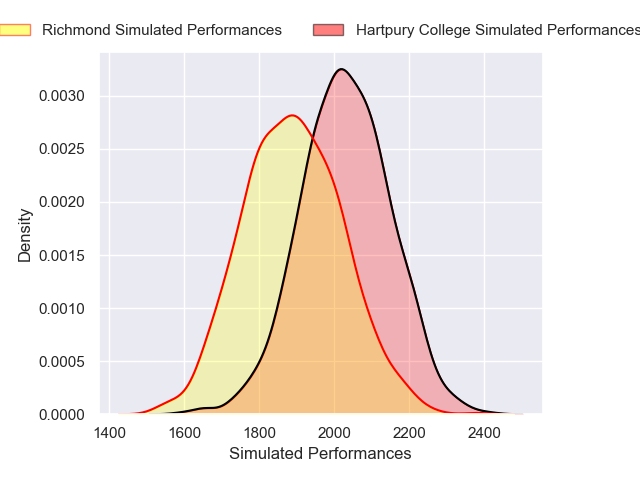 Richmond Simulated Performances Hartpury College Simulated Performances
0.0030
0.0025
0.0020
0.0015
0.0010
0.0005
0.0000
Density
1400 1600 1800 2000 2200 2400
Simulated Performances